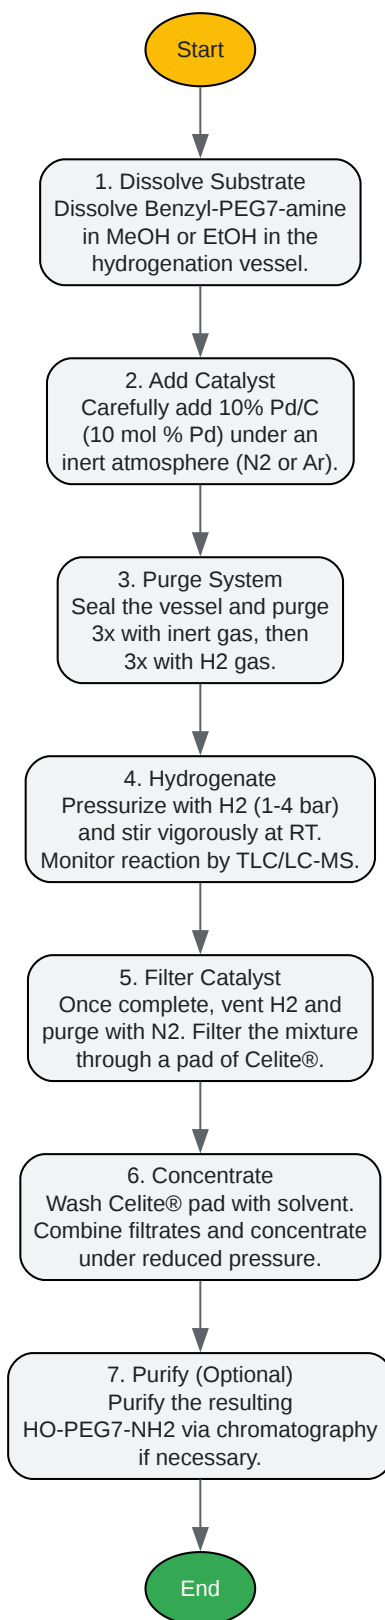 Start
1. Dissolve Substrate
Dissolve Benzyl-PEG7-amine
in MeOH or EtOH in the
hydrogenation vessel.
2. Add Catalyst
Carefully add 10% Pd/C
(10 mol % Pd) under an
inert atmosphere (N2 or Ar).
3. Purge System
Seal the vessel and purge
3x with inert gas, then
3x with H2 gas.
4. Hydrogenate
Pressurize with H2 (1-4 bar)
and stir vigorously at RT.
Monitor reaction by TLC/LC-MS.
5. Filter Catalyst
Once complete, vent H2 and
purge with N2. Filter the mixture
through a pad of Celite®.
6. Concentrate
Wash Celite® pad with solvent.
Combine filtrates and concentrate
under reduced pressure.
7. Purify (Optional)
Purify the resulting
HO-PEG7-NH2 via chromatography
if necessary.
End